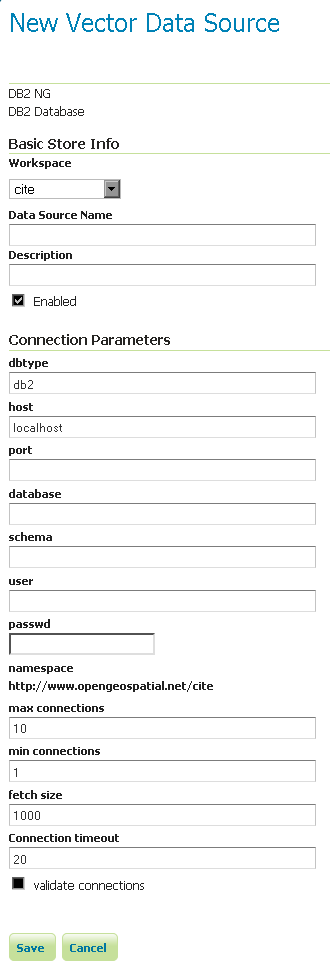 New Vector Data Source
DB2 NG
DB2 Database
Basic Store Info
Workspace
cite
Data Source Name
Description
Enabled
Connection Parameters
dbtype
db2
host
localhost
port
database
schema
user
passwd
namespace
http://www.opengeospatial.net/cite
max connections
10
min connections
1
fetch size
1000
Connection timeout
20
validate connections
Save Cancel